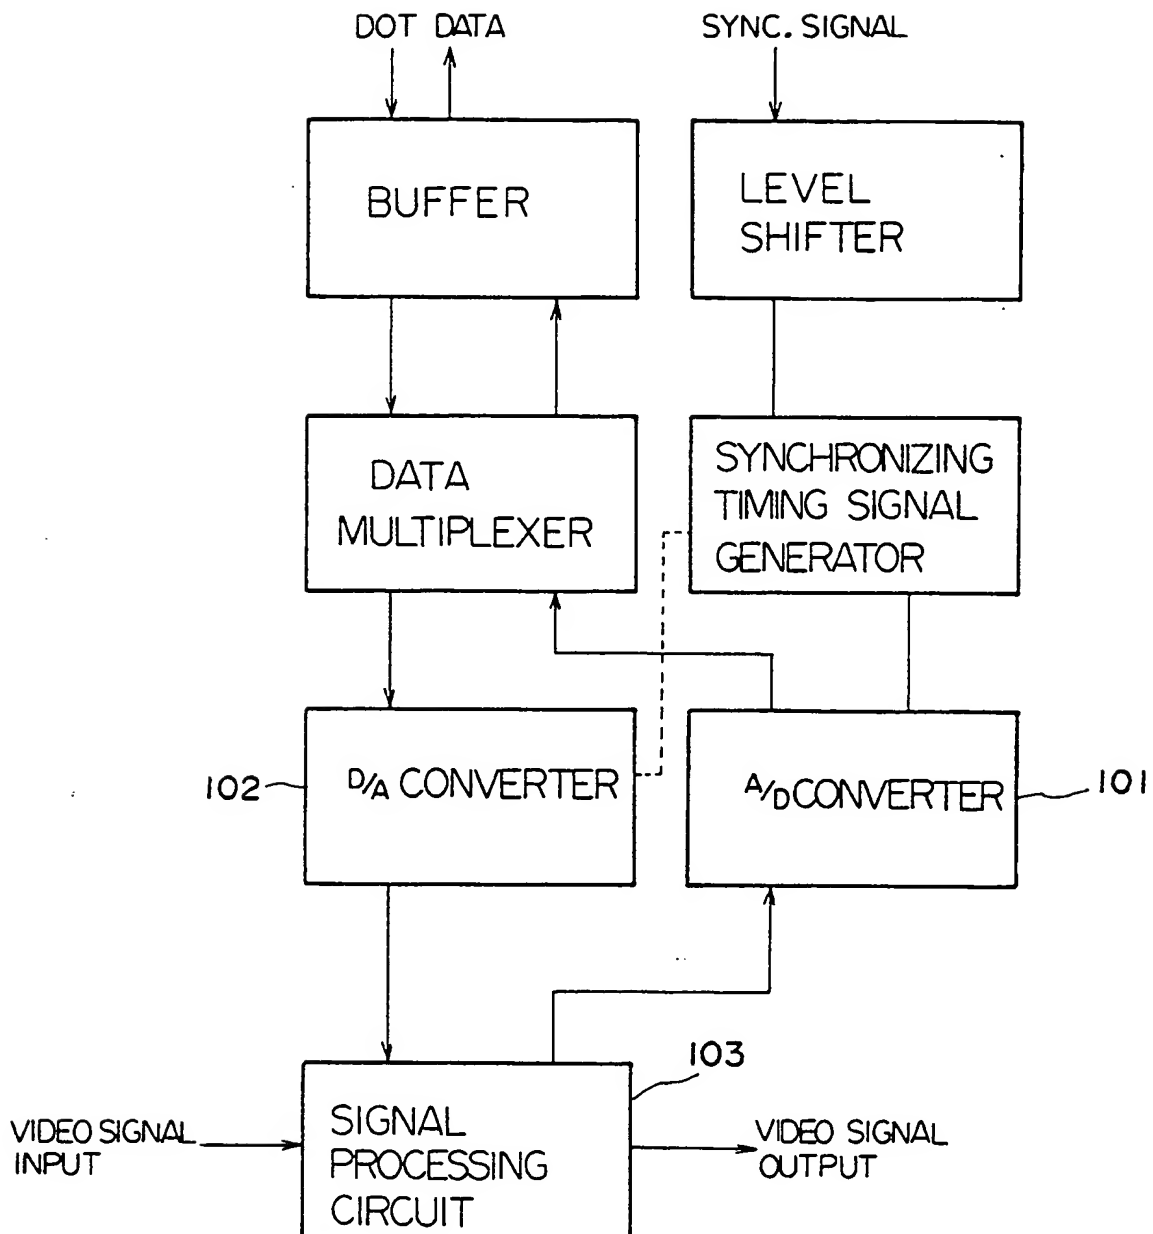 DOT DATA
SYNC. SIGNAL
BUFFER
LEVEL
SHIFTER
DATA
MULTIPLEXER
SYNCHRONIZING
TIMING SIGNAL
GENERATOR
102
D/A CONVERTER
A/D CONVERTER
101
103
VIDEO SIGNAL
INPUT
SIGNAL
PROCESSING
CIRCUIT
VIDEO SIGNAL
OUTPUT